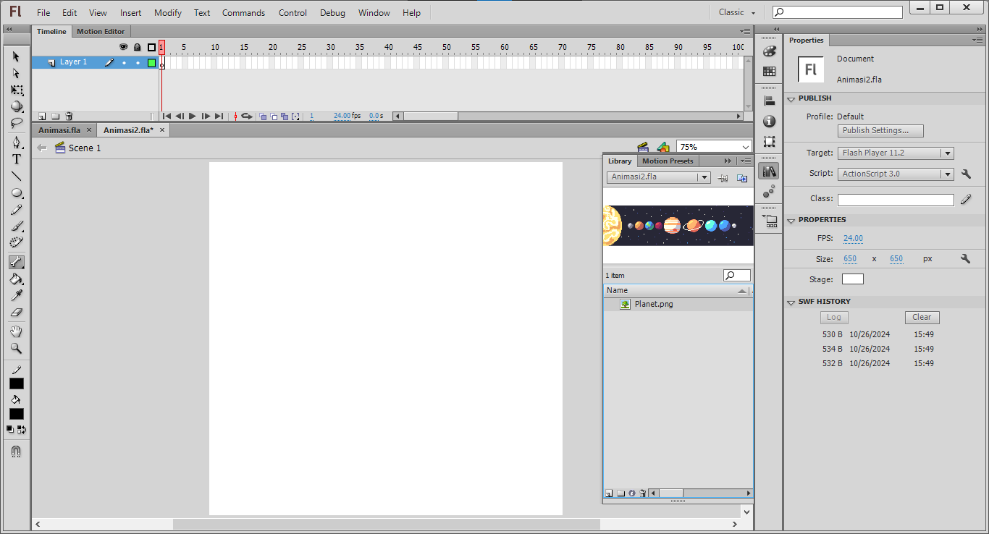 Fl File Edit View Insert Modify Text Commands Control Debug Window Help Classic
Timeline Motion Editor
1 5 10 15 20 25 30 35 40 45 50 55 60 65 70 75 80 85 90 95 100
Layer 1
1 24.00 fps 0.0 s
Animasi.fla × Animasi2.fla* ×
Scene 1 75%
Library Motion Presets
Animasi2.fla
1 item
Name
Planet.png
Properties
Fl
Document
Animasi2.fla
PUBLISH
Profile: Default
Publish Settings...
Target: Flash Player 11.2
Script: ActionScript 3.0
Class:
PROPERTIES
FPS: 24.00
Size: 650 x 650 px
Stage:
SWF HISTORY
Log Clear
530 B 10/26/2024 15:49
534 B 10/26/2024 15:49
532 B 10/26/2024 15:49